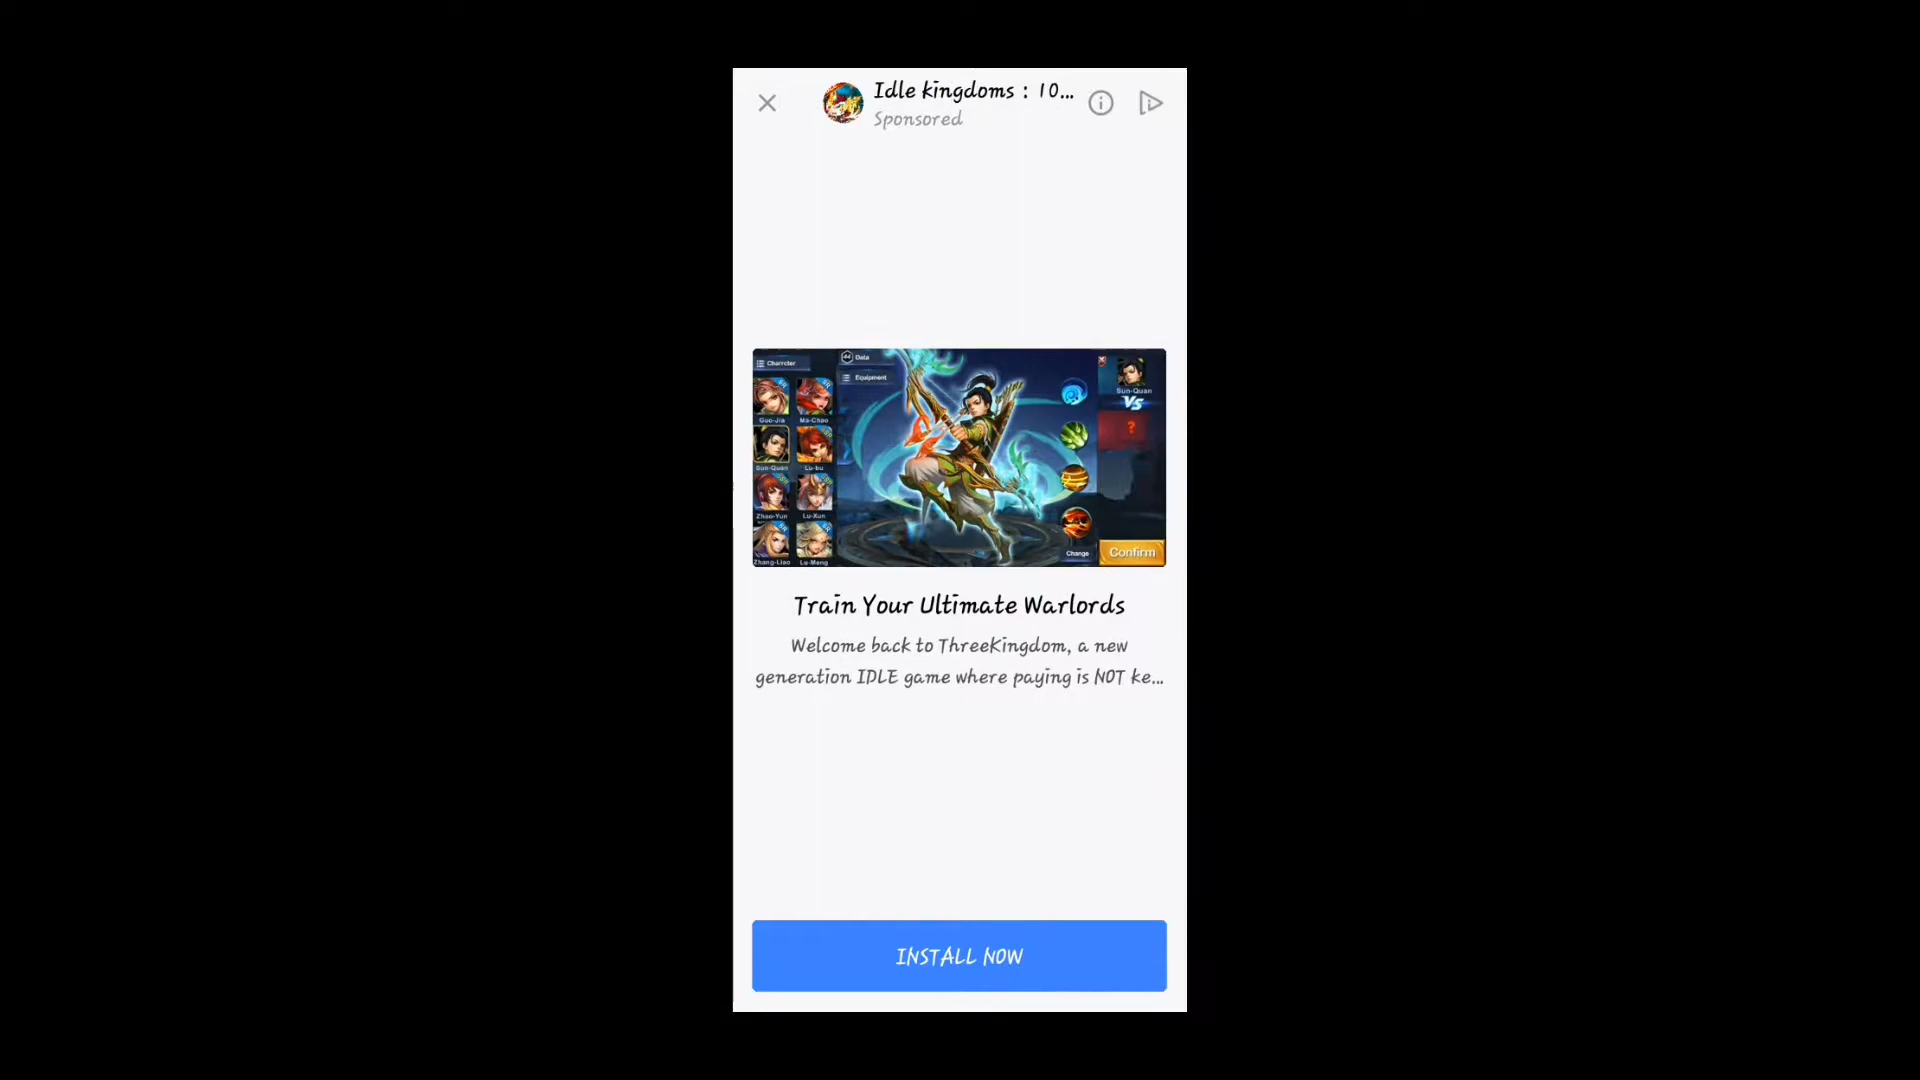 Idle kingdoms : 10...
Sponsored
Charrcter
Data
Equipment
Guo-Jia
Ma-Chao
Sun-Quan
Lu-bu
Zhao-Yun
Lu-Xun
Zhang-Liao
Lu-Meng
Change
Sun-Quan
VS
?
Confirm
Train Your Ultimate Warlords
Welcome back to ThreeKingdom, a new
generation IDLE game where paying is NOT ke...
INSTALL NOW